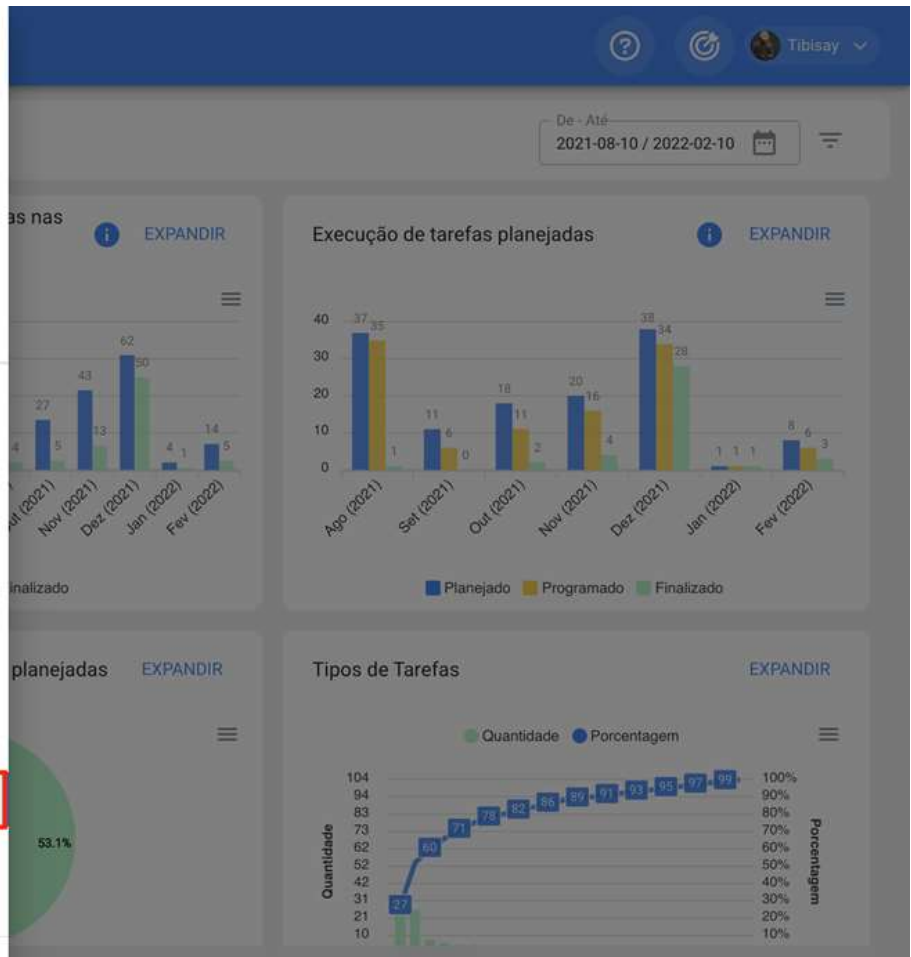 Tibisay
De - Até
2021-08-10 / 2022-02-10
as nas
EXPANDIR
62
50
43
27
13
14
4
5
4
1
5
Out (2021)
Nov (2021)
Dez (2021)
Jan (2022)
Fev (2022)
inalizado
Execução de tarefas planejadas
EXPANDIR
40
30
20
10
0
37
35
1
11
6
0
18
11
2
20
16
4
38
34
28
1
1
1
8
6
3
Ago (2021)
Set (2021)
Out (2021)
Nov (2021)
Dez (2021)
Jan (2022)
Fev (2022)
Planejado
Programado
Finalizado
planejadas
EXPANDIR
53.1%
Tipos de Tarefas
EXPANDIR
Quantidade
Porcentagem
Quantidade
104
94
83
73
62
52
42
31
21
10
27
60
71
78
82
86
89
91
93
95
97
99
100%
90%
80%
70%
60%
50%
40%
30%
20%
10%
Porcentagem